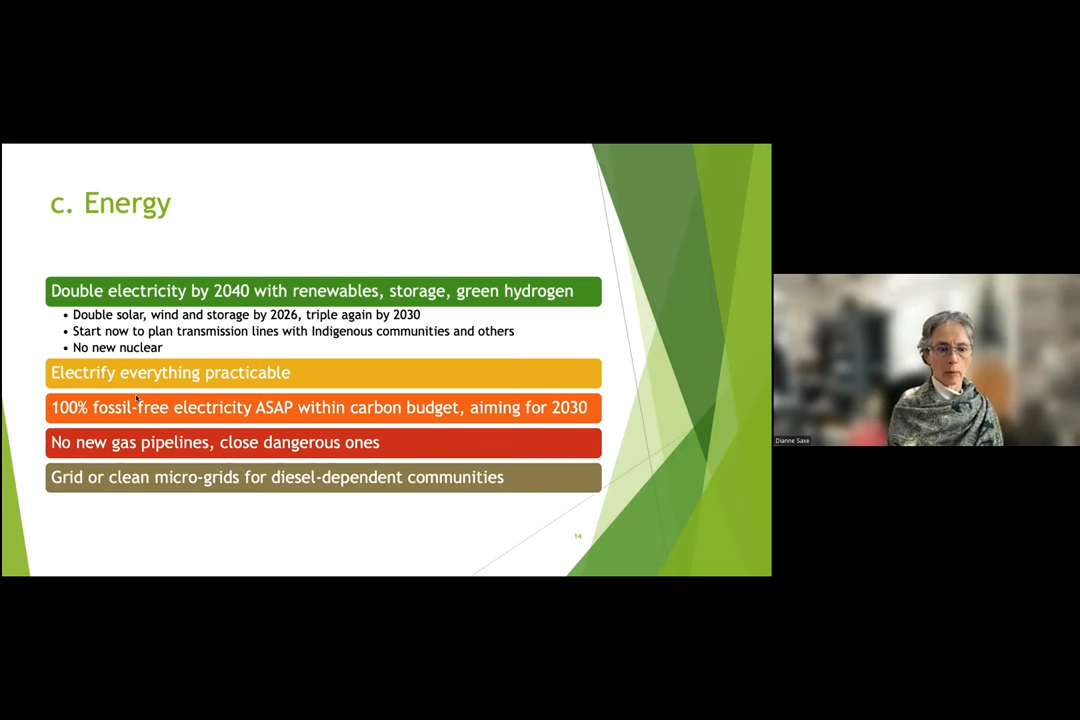 c. Energy
Double electricity by 2040 with renewables, storage, green hydrogen
• Double solar, wind and storage by 2026, triple again by 2030
• Start now to plan transmission lines with Indigenous communities and others
• No new nuclear
Electrify everything practicable
100% fossil-free electricity ASAP within carbon budget, aiming for 2030
No new gas pipelines, close dangerous ones
Grid or clean micro-grids for diesel-dependent communities
14
Dianne Saxe